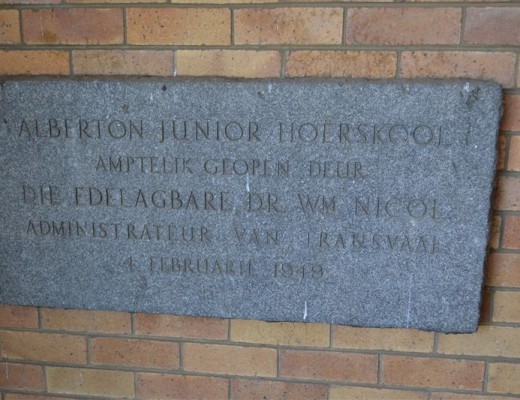 ALBERTON JUNIOR HOËRSKOOL
AMPTELIK GEOPEN DEUR
DIE EDELAGBARE DR. WM. NICOL.
ADMINISTRATEUR VAN TRANSVAAL
4 FEBRUARIE 1949